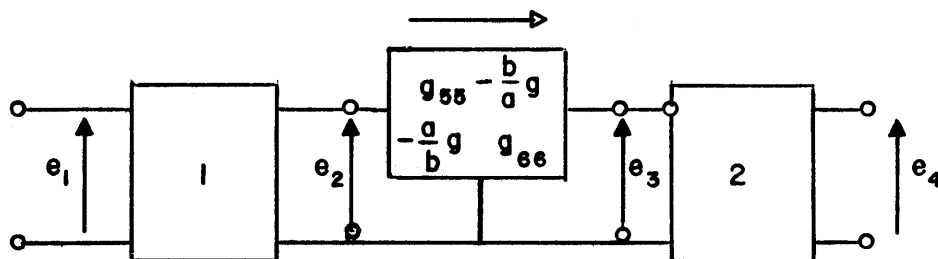 g₅₅ − b/a g
− a/b g g₆₆
e₁ 1 e₂ e₃ 2 e₄